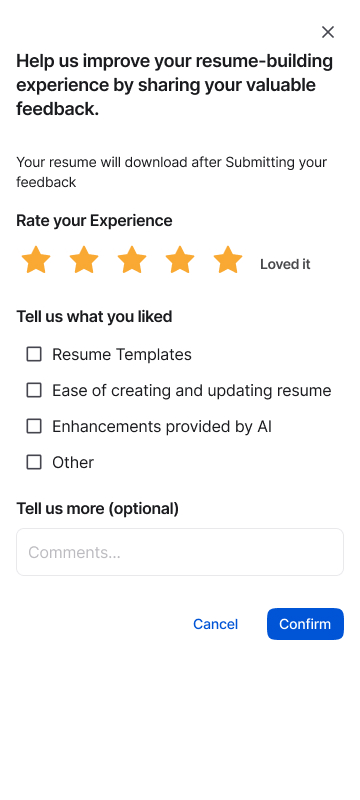 Help us improve your resume-building
experience by sharing your valuable
feedback.
Your resume will download after Submitting your
feedback
Rate your Experience
Loved it
Tell us what you liked
Resume Templates
Ease of creating and updating resume
Enhancements provided by AI
Other
Tell us more (optional)
Comments...
Cancel
Confirm